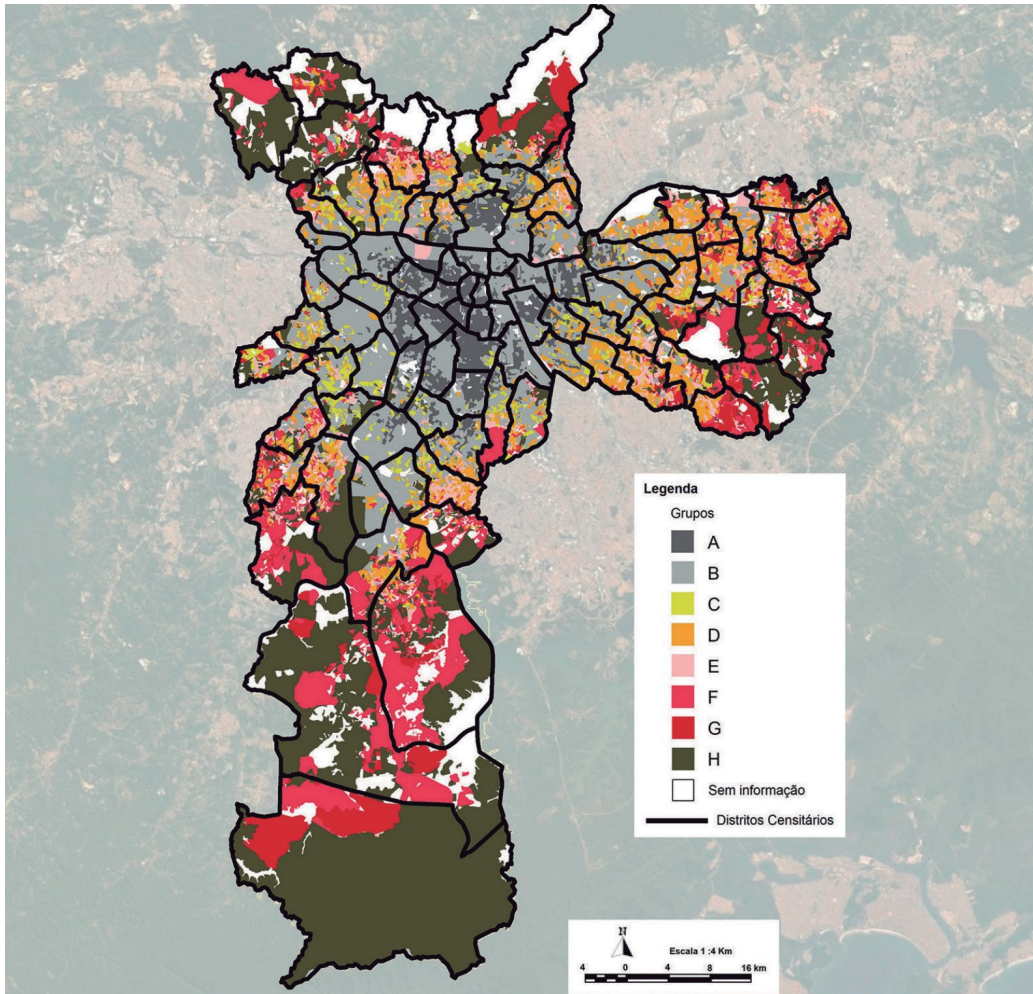 Legenda
Grupos
A
B
C
D
E
F
G
H
Sem informação
Distritos Censitários
N
Escala 1 :4 Km
4 0 4 8 16 km